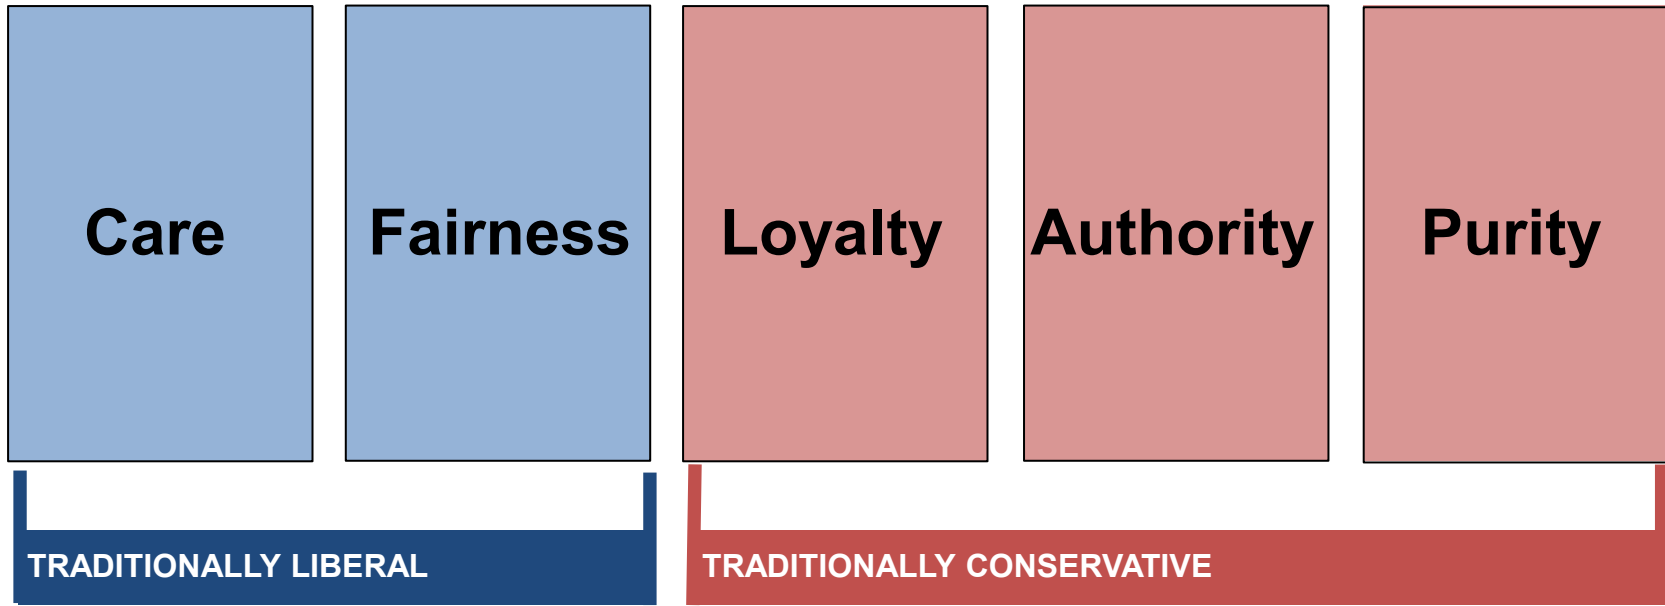 Care
Fairness
Loyalty
Authority
Purity
TRADITIONALLY LIBERAL
TRADITIONALLY CONSERVATIVE